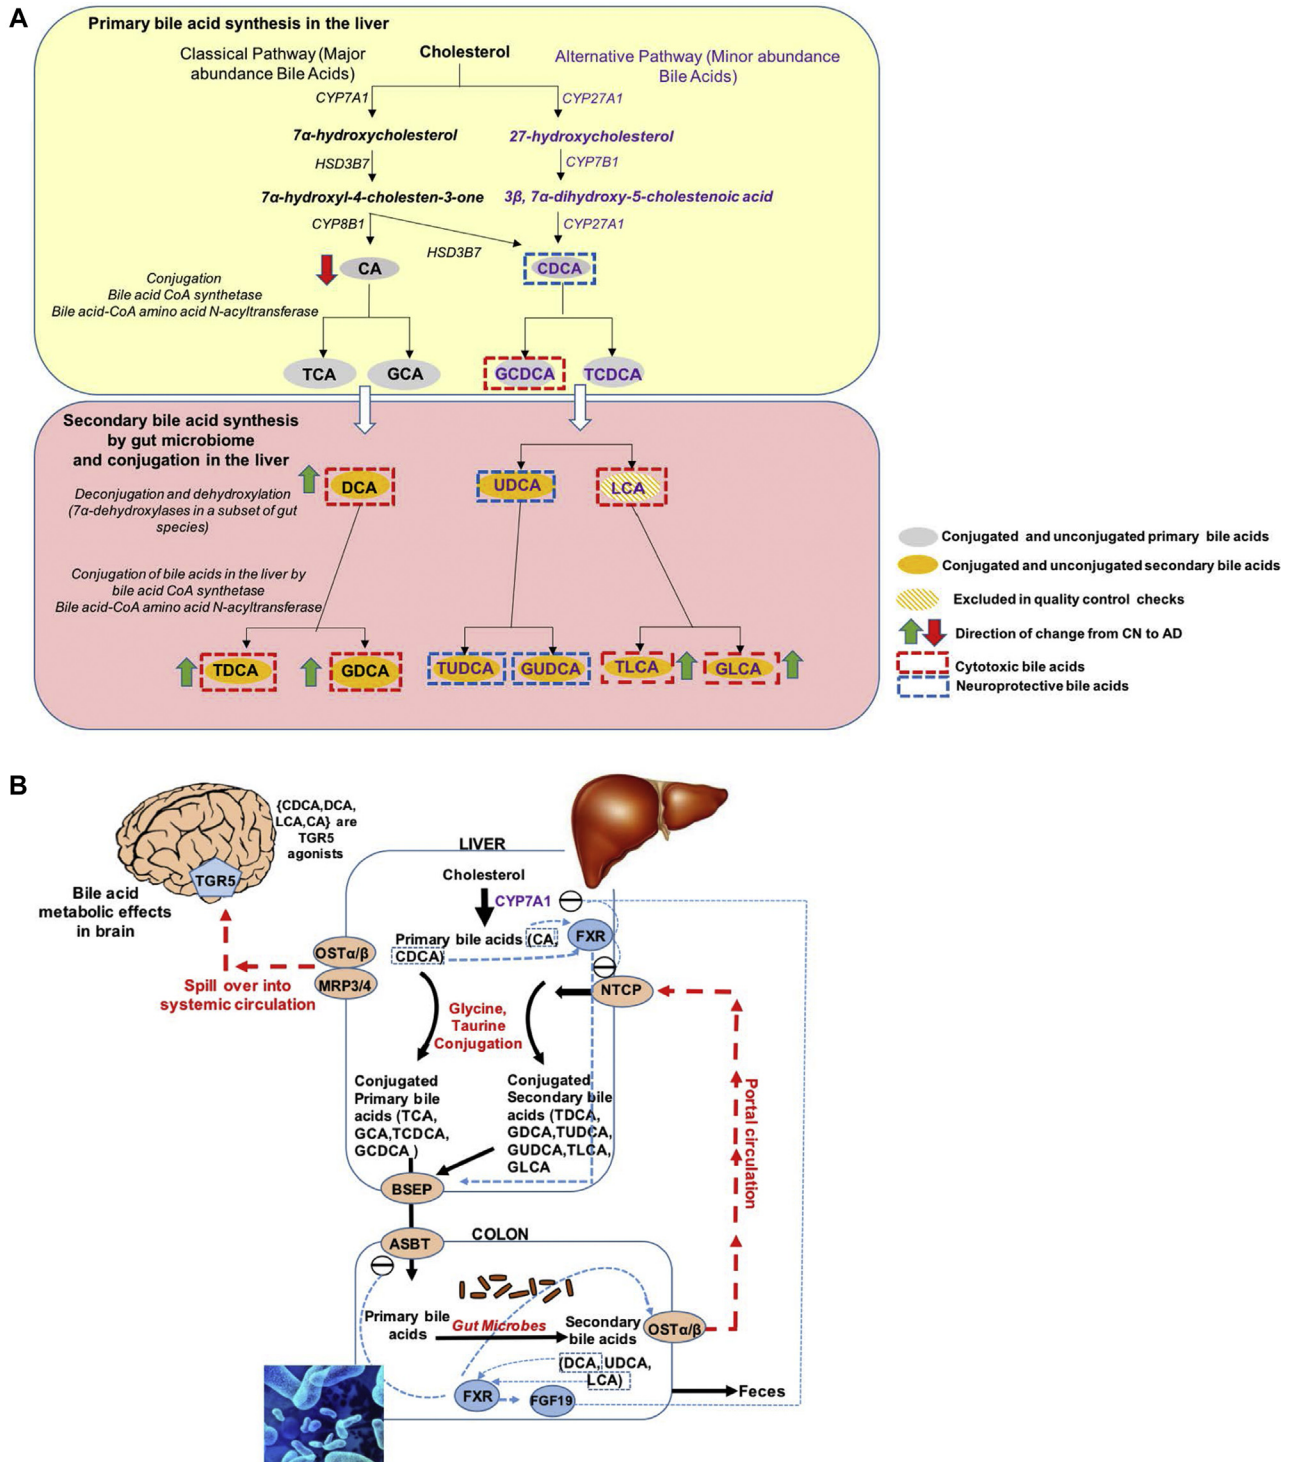 A
Primary bile acid synthesis in the liver
Classical Pathway (Major
abundance Bile Acids)
Cholesterol
Alternative Pathway (Minor abundance
Bile Acids)
CYP7A1
CYP27A1
7α-hydroxycholesterol
27-hydroxycholesterol
HSD3B7
CYP7B1
7α-hydroxyl-4-cholesten-3-one
3β, 7α-dihydroxy-5-cholestenoic acid
CYP8B1
CYP27A1
HSD3B7
CA
CDCA
Conjugation
Bile acid CoA synthetase
Bile acid-CoA amino acid N-acyltransferase
TCA
GCA
GCDCA
TCDCA
Secondary bile acid synthesis
by gut microbiome
and conjugation in the liver
DCA
UDCA
LCA
Deconjugation and dehydroxylation
(7α-dehydroxylases in a subset of gut
species)
Conjugation of bile acids in the liver by
bile acid CoA synthetase
Bile acid-CoA amino acid N-acyltransferase
TDCA
GDCA
TUDCA
GUDCA
TLCA
GLCA
Conjugated and unconjugated primary bile acids
Conjugated and unconjugated secondary bile acids
Excluded in quality control checks
Direction of change from CN to AD
Cytotoxic bile acids
Neuroprotective bile acids
B
{CDCA,DCA,
LCA,CA} are
TGR5
agonists
TGR5
Bile acid
metabolic effects
in brain
LIVER
Cholesterol
CYP7A1
Primary bile acids (CA,
CDCA)
FXR
OSTα/β
MRP3/4
Spill over into
systemic circulation
NTCP
Glycine,
Taurine
Conjugation
Conjugated
Primary bile
acids (TCA,
GCA,TCDCA,
GCDCA )
Conjugated
Secondary bile
acids (TDCA,
GDCA,TUDCA,
GUDCA,TLCA,
GLCA
Portal circulation
BSEP
ASBT
COLON
Primary bile
acids
Gut Microbes
Secondary
bile acids
OSTα/β
(DCA, UDCA,
LCA)
FXR
FGF19
Feces